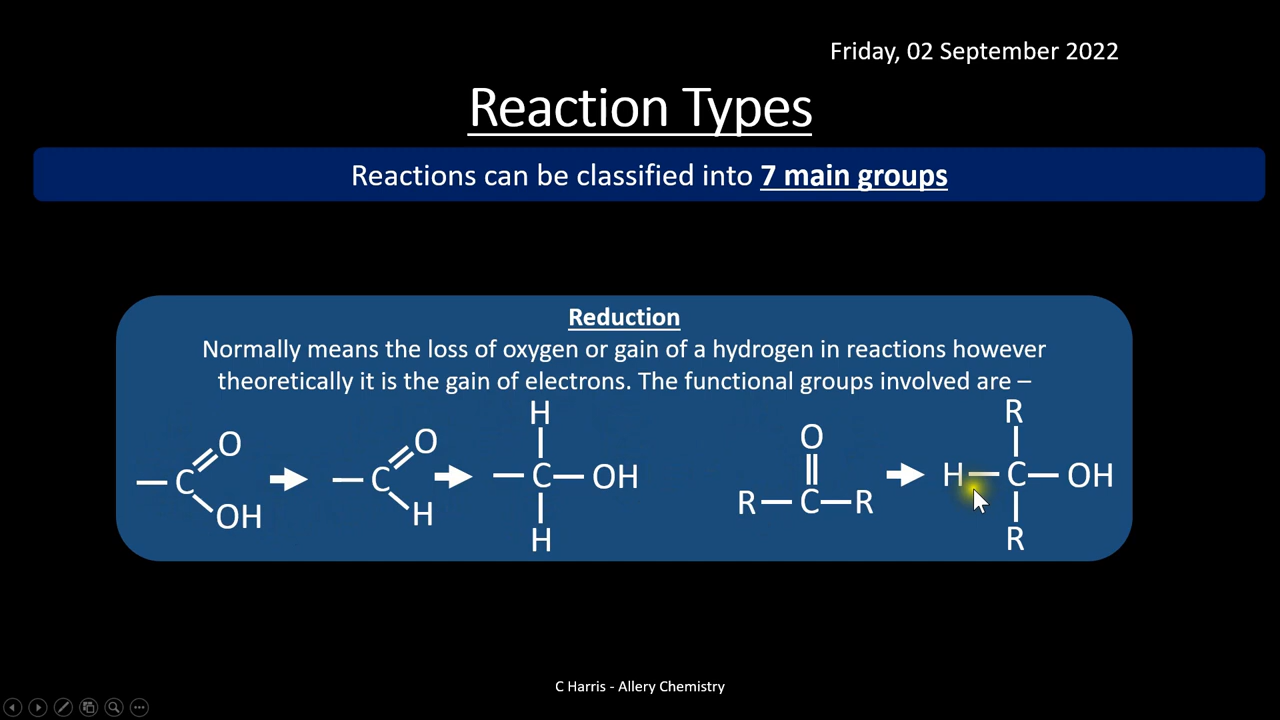 Friday, 02 September 2022
Reaction Types
Reactions can be classified into 7 main groups
Reduction
Normally means the loss of oxygen or gain of a hydrogen in reactions however
theoretically it is the gain of electrons. The functional groups involved are –
H R
O O O
C C C OH R C R H C OH
OH H
H R
C Harris - Allery Chemistry